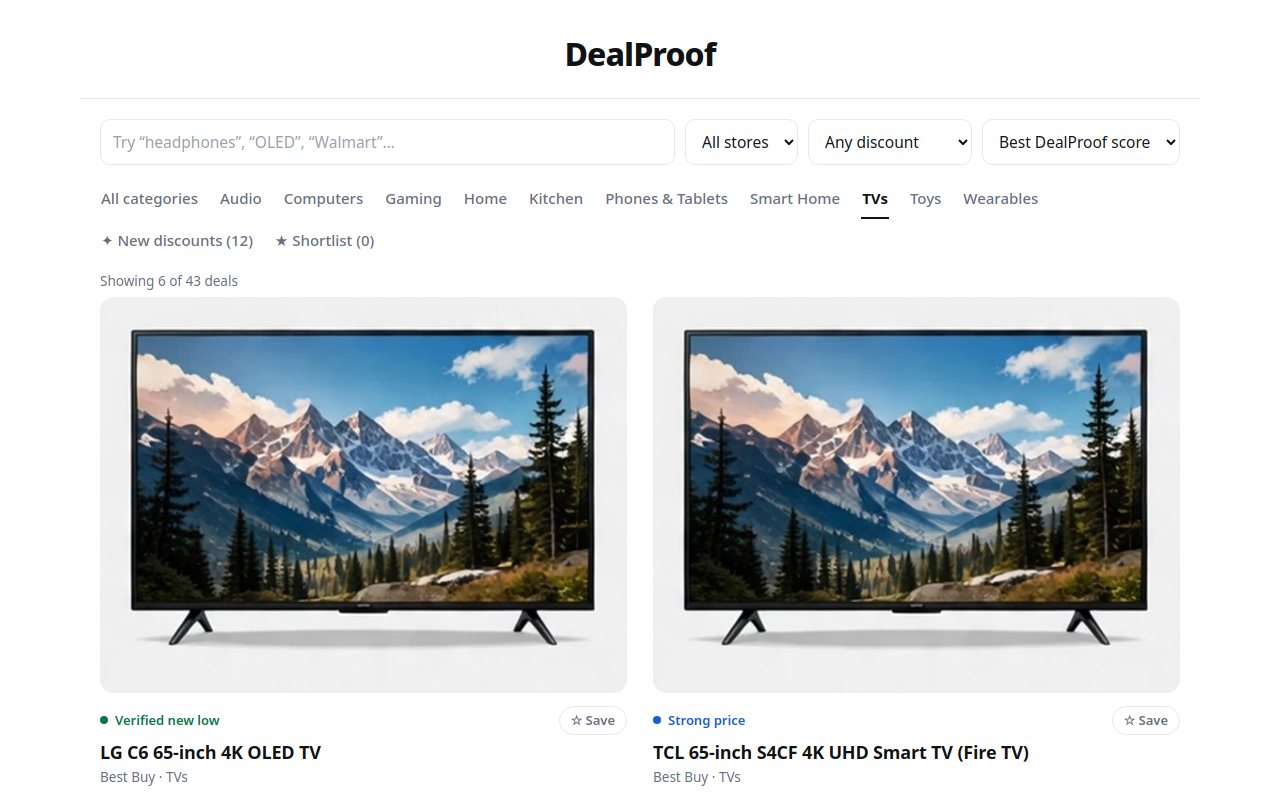 DealProof
Try “headphones”, “OLED”, “Walmart”...
All stores
Any discount
Best DealProof score
All categories Audio Computers Gaming Home Kitchen Phones & Tablets Smart Home TVs Toys Wearables
✦ New discounts (12) ★ Shortlist (0)
Showing 6 of 43 deals
Verified new low
☆ Save
LG C6 65-inch 4K OLED TV
Best Buy · TVs
Strong price
☆ Save
TCL 65-inch S4CF 4K UHD Smart TV (Fire TV)
Best Buy · TVs